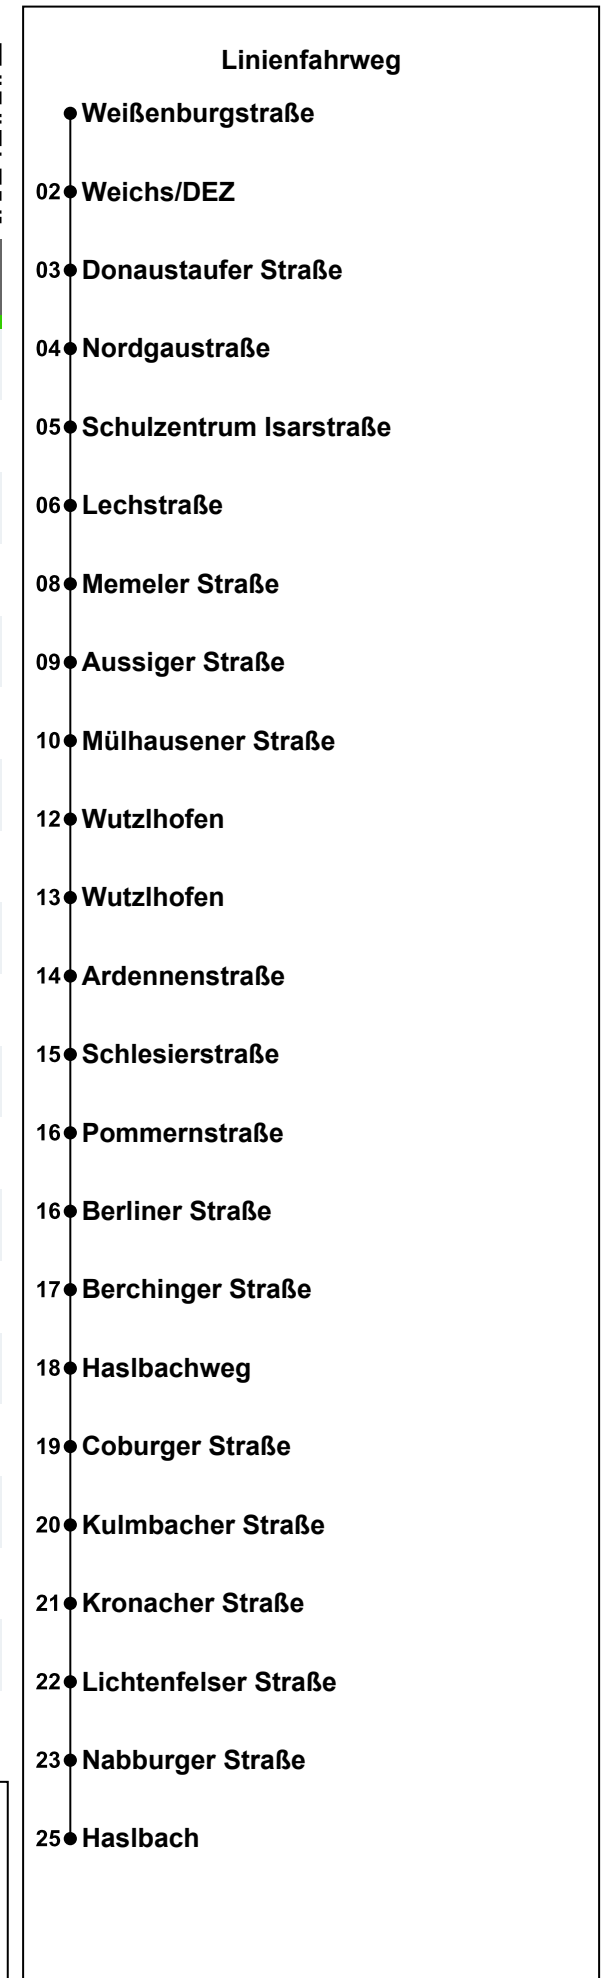 Linienfahrweg
Weißenburgstraße
02 Weichs/DEZ
03 Donaustaufer Straße
04 Nordgaustraße
05 Schulzentrum Isarstraße
06 Lechstraße
08 Memeler Straße
09 Aussiger Straße
10 Mülhausener Straße
12 Wutzlhofen
13 Wutzlhofen
14 Ardennenstraße
15 Schlesierstraße
16 Pommernstraße
16 Berliner Straße
17 Berchinger Straße
18 Haslbachweg
19 Coburger Straße
20 Kulmbacher Straße
21 Kronacher Straße
22 Lichtenfelser Straße
23 Nabburger Straße
25 Haslbach